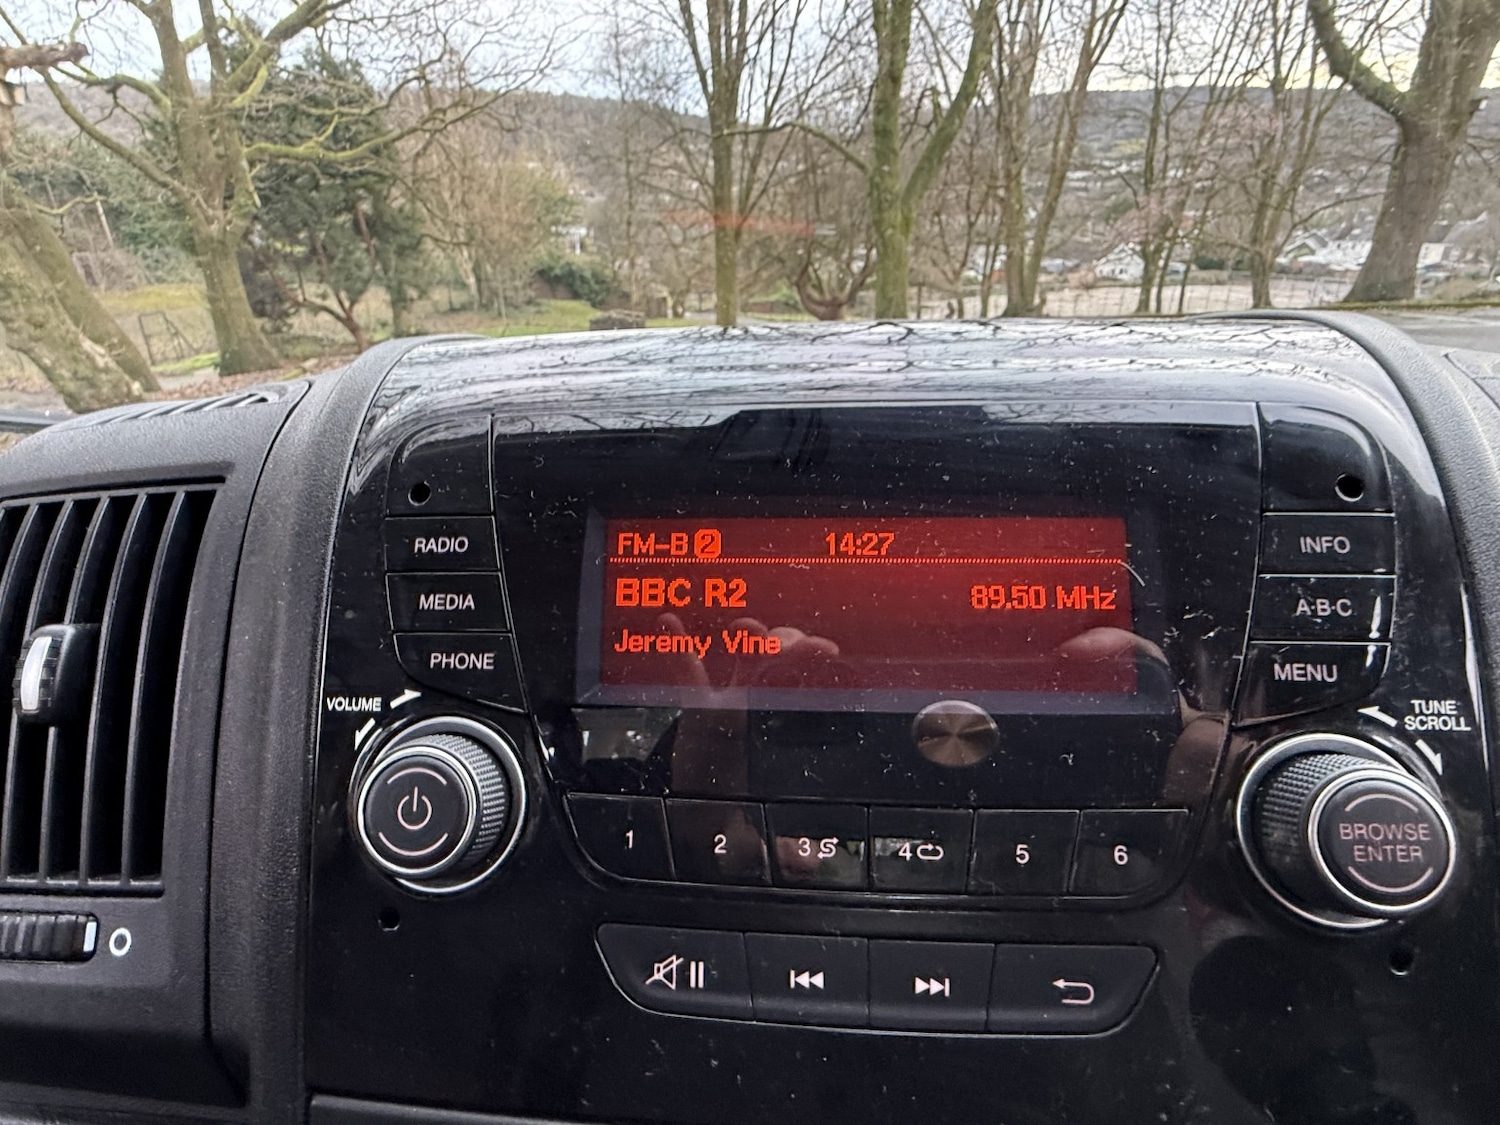 FM-B 2 14:27
BBC R2 89.50 MHz
Jeremy Vine
RADIO
MEDIA
PHONE
INFO
A·B·C
MENU
VOLUME
TUNE
SCROLL
BROWSE
ENTER
1 2 3 4 5 6